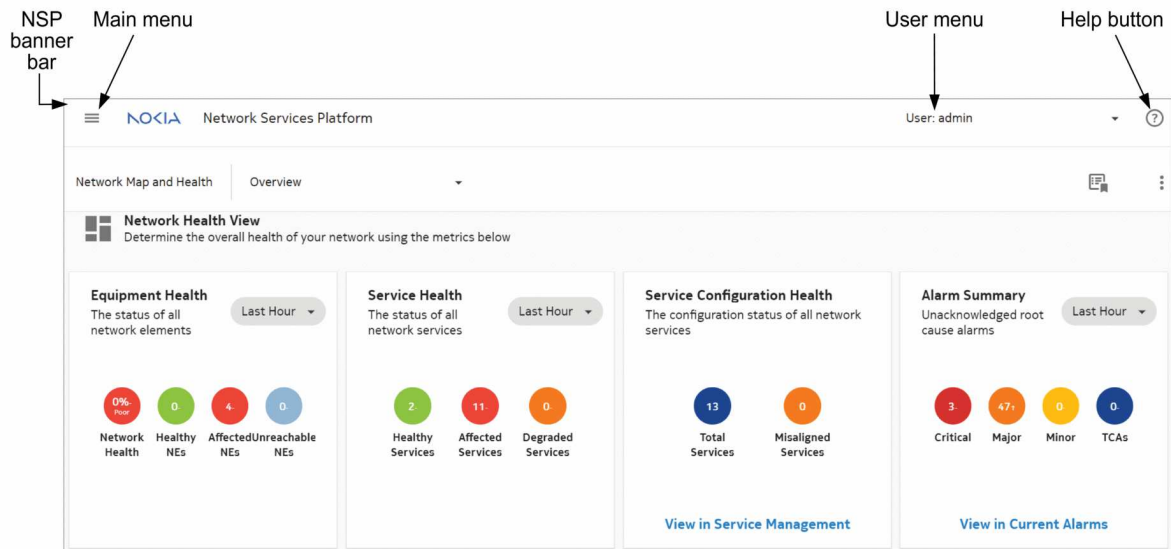 NSP banner bar
Main menu
User menu
Help button
NOKIA Network Services Platform
User: admin
?
Network Map and Health
Overview
Network Health View
Determine the overall health of your network using the metrics below
Equipment Health
The status of all
network elements
Last Hour
0%-
Poor
Network Health
0-
Healthy NEs
4-
Affected NEs
0-
Unreachable NEs
Service Health
The status of all
network services
Last Hour
2-
Healthy Services
11-
Affected Services
0-
Degraded Services
Service Configuration Health
The configuration status of all network
services
13
Total Services
0
Misaligned Services
View in Service Management
Alarm Summary
Unacknowledged root
cause alarms
Last Hour
3-
Critical
47↑
Major
0-
Minor
0-
TCAs
View in Current Alarms